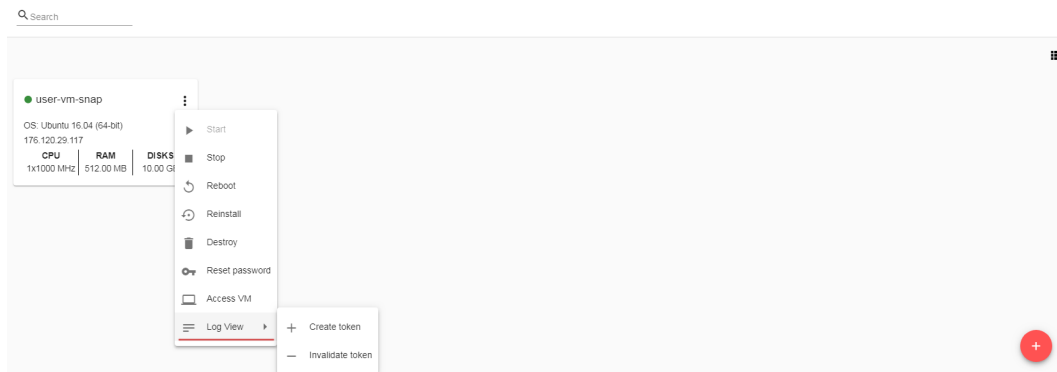 Search
user-vm-snap
OS: Ubuntu 16.04 (64-bit)
176.120.29.117
CPU RAM DISKS
1x1000 MHz 512.00 MB 10.00 GB
Start
Stop
Reboot
Reinstall
Destroy
Reset password
Access VM
Log View
Create token
Invalidate token